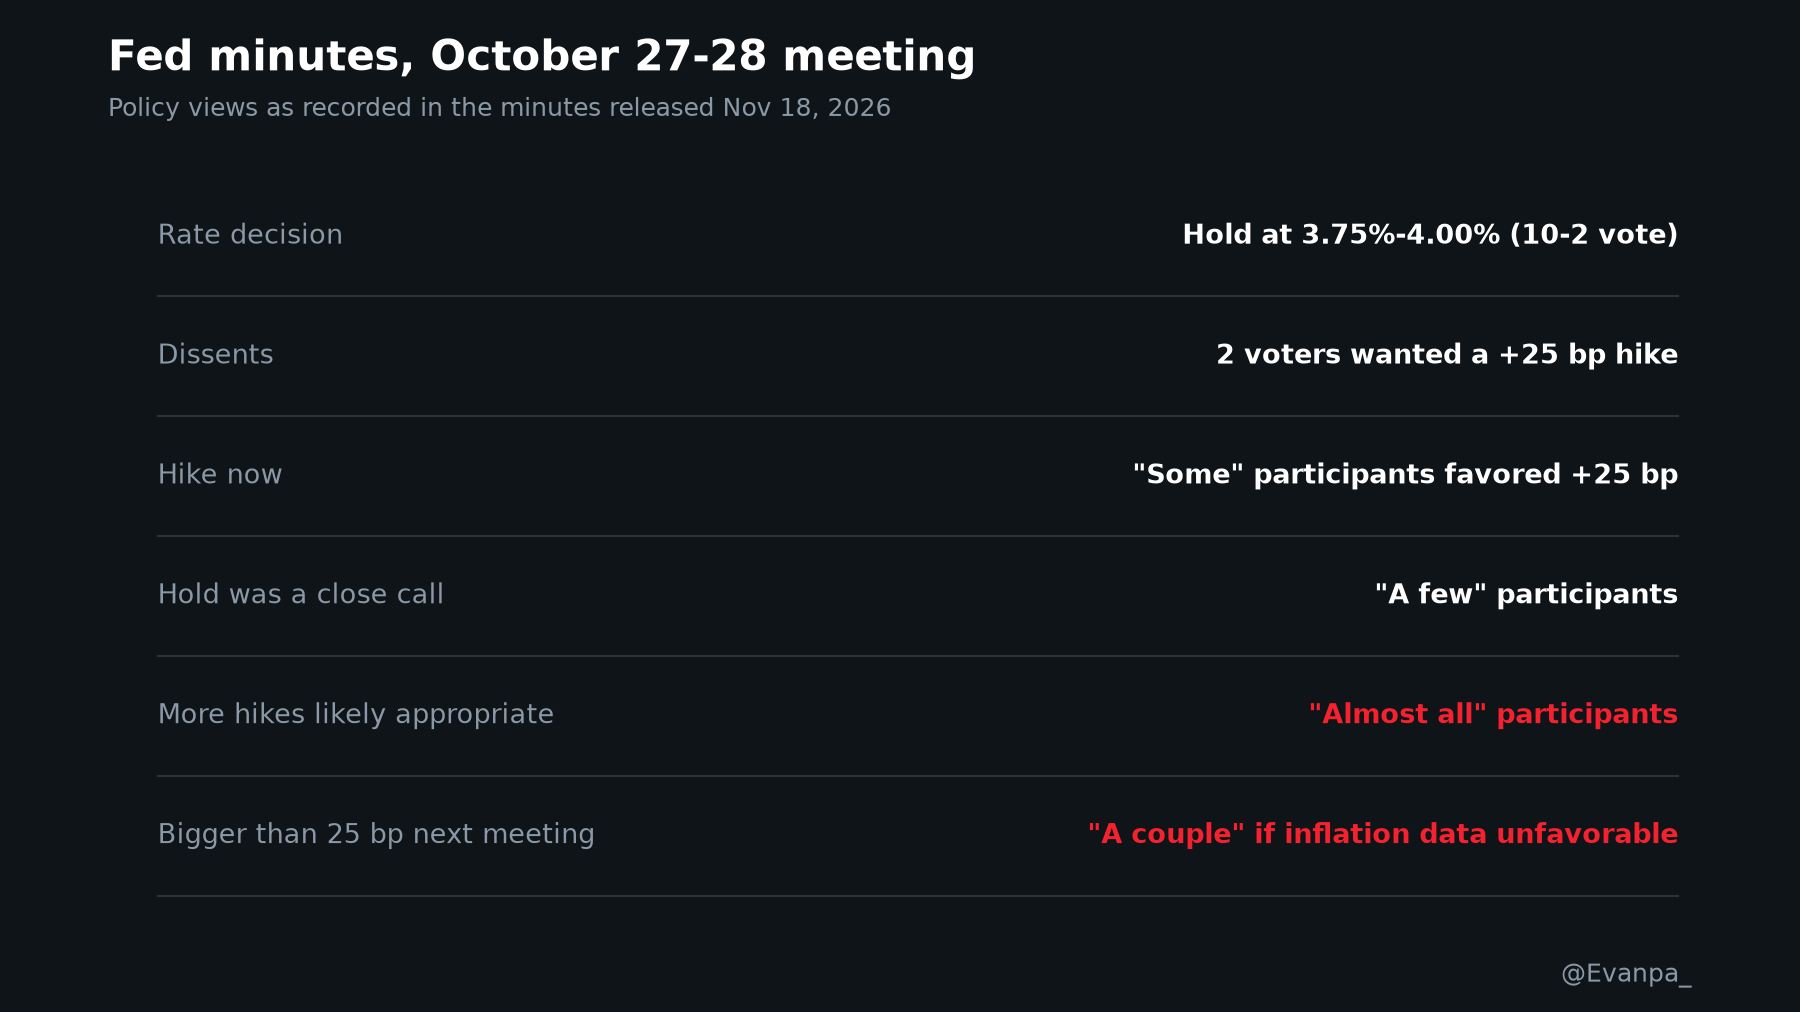 Fed minutes, October 27-28 meeting
Policy views as recorded in the minutes released Nov 18, 2026
Rate decision
Hold at 3.75%-4.00% (10-2 vote)
Dissents
2 voters wanted a +25 bp hike
Hike now
"Some" participants favored +25 bp
Hold was a close call
"A few" participants
More hikes likely appropriate
"Almost all" participants
Bigger than 25 bp next meeting
"A couple" if inflation data unfavorable
@Evanpa_